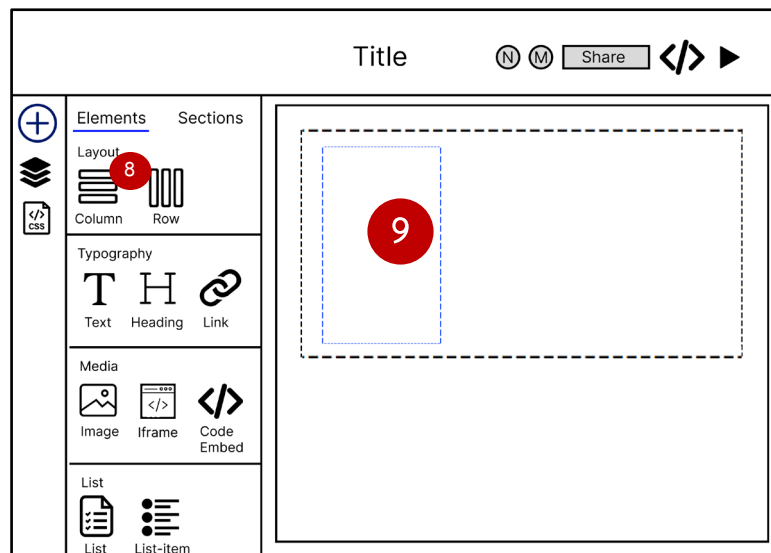 Title
N M Share </>
Elements Sections
Layout
8
Column Row
9
</>
CSS
Typography
T H
Text Heading Link
Media
</> </>
Image Iframe Code
Embed
List
List List-item